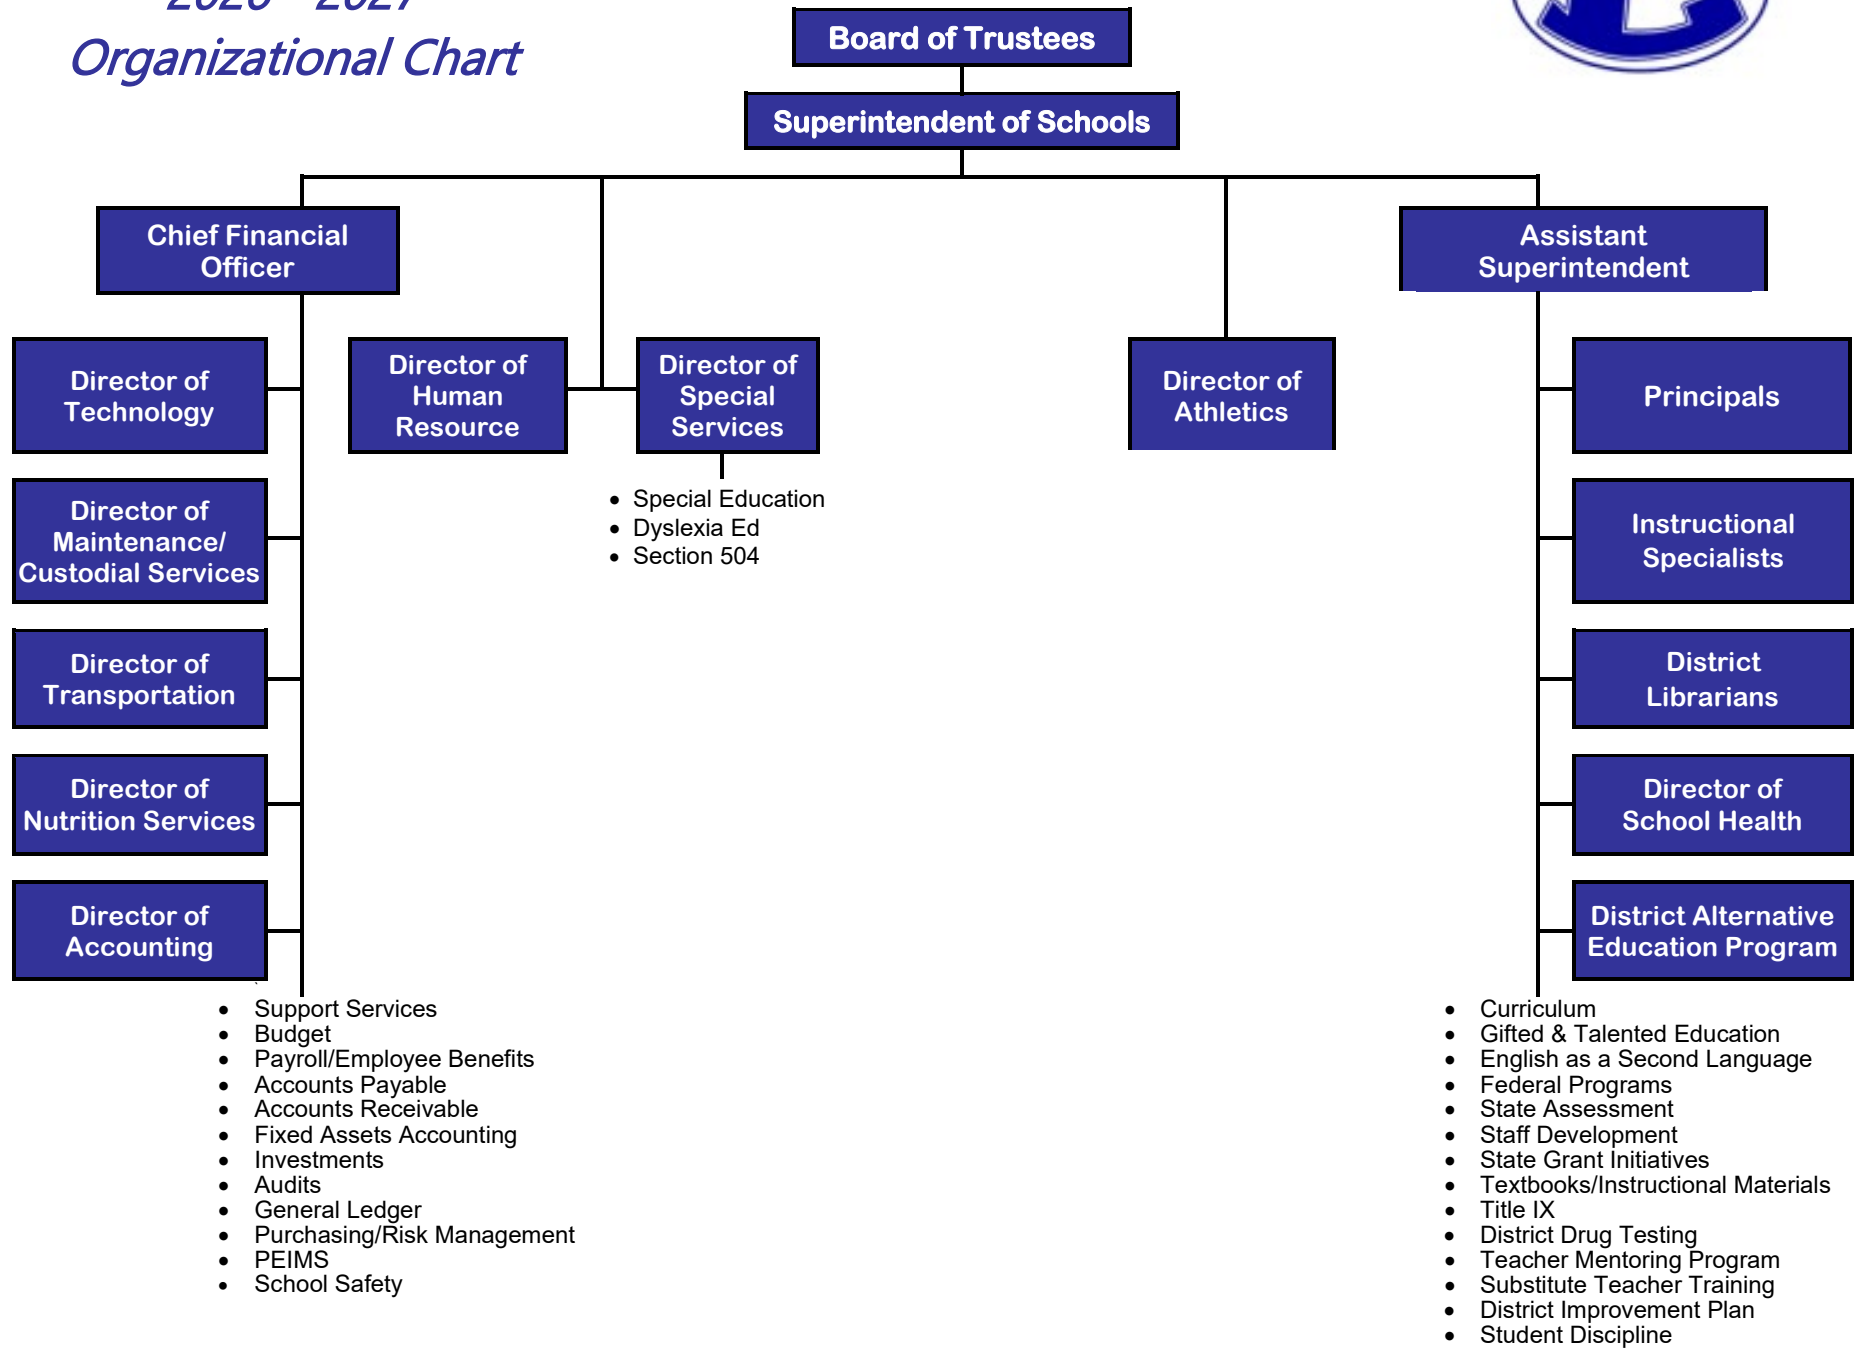 2026 - 2027
Organizational Chart
Board of Trustees
Superintendent of Schools
Chief Financial
Officer
Assistant
Superintendent
Director of
Technology
Director of
Human
Resource
Director of
Special
Services
Director of
Athletics
Principals
• Special Education
• Dyslexia Ed
• Section 504
Director of
Maintenance/
Custodial Services
Instructional
Specialists
Director of
Transportation
District
Librarians
Director of
Nutrition Services
Director of
School Health
Director of
Accounting
District Alternative
Education Program
• Support Services
• Budget
• Payroll/Employee Benefits
• Accounts Payable
• Accounts Receivable
• Fixed Assets Accounting
• Investments
• Audits
• General Ledger
• Purchasing/Risk Management
• PEIMS
• School Safety
• Curriculum
• Gifted & Talented Education
• English as a Second Language
• Federal Programs
• State Assessment
• Staff Development
• State Grant Initiatives
• Textbooks/Instructional Materials
• Title IX
• District Drug Testing
• Teacher Mentoring Program
• Substitute Teacher Training
• District Improvement Plan
• Student Discipline